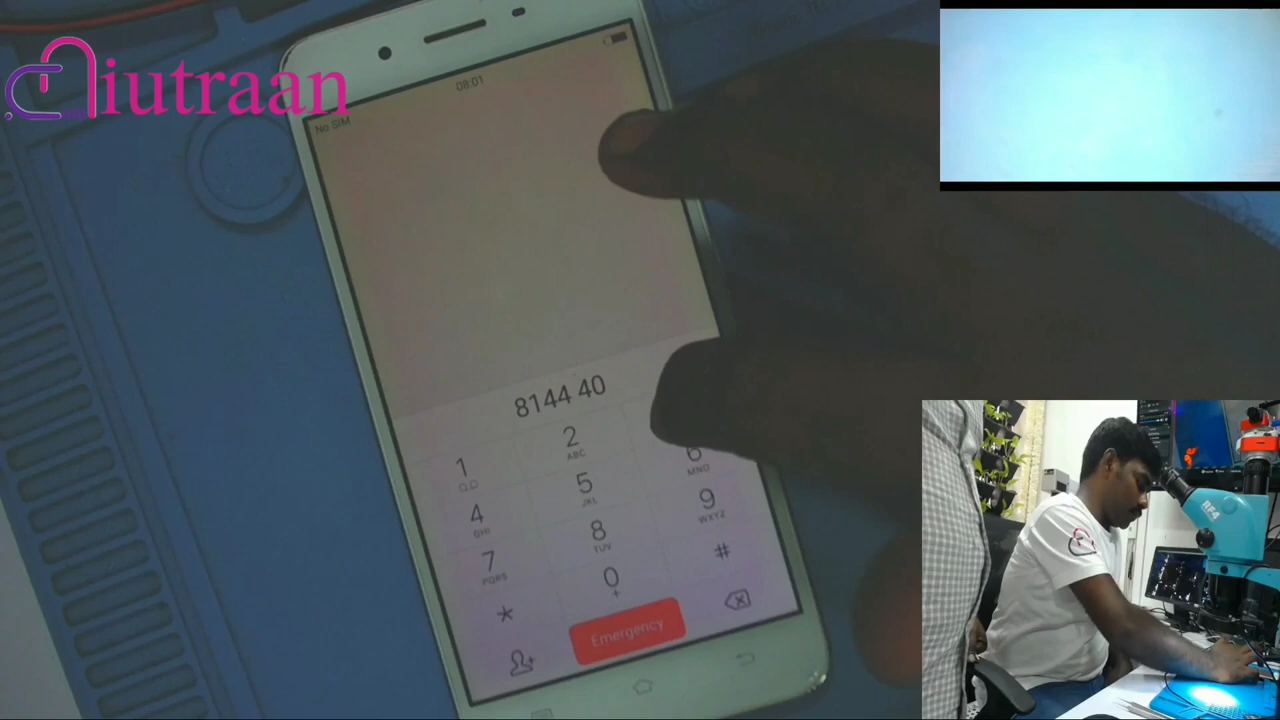 iutraan
No SIM
08:01
8144 40
1
Q,D
2
ABC
4
GHI
5
JKL
6
MNO
7
PQRS
8
TUV
9
WXYZ
*
0
+
#
Emergency